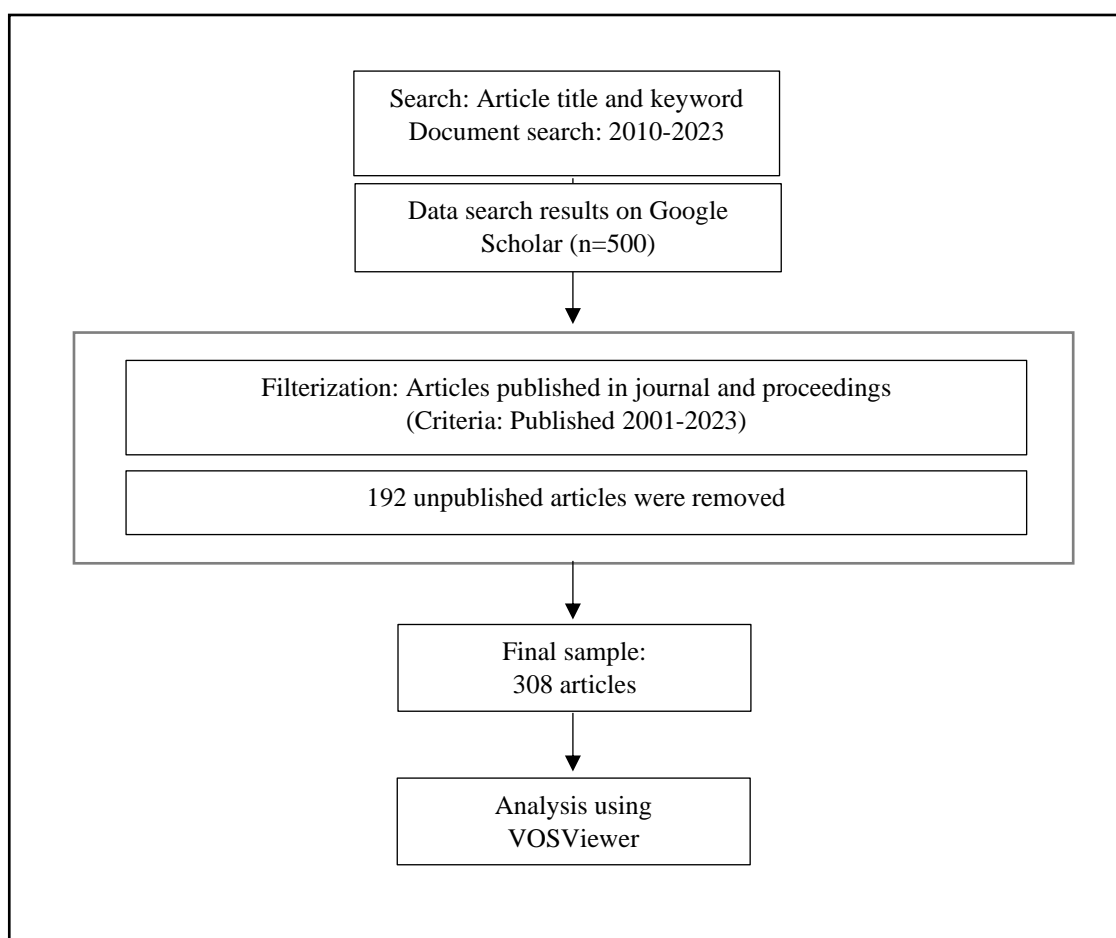 Search: Article title and keyword
Document search: 2010-2023
Data search results on Google
Scholar (n=500)
Filterization: Articles published in journal and proceedings
(Criteria: Published 2001-2023)
192 unpublished articles were removed
Final sample:
308 articles
Analysis using
VOSViewer